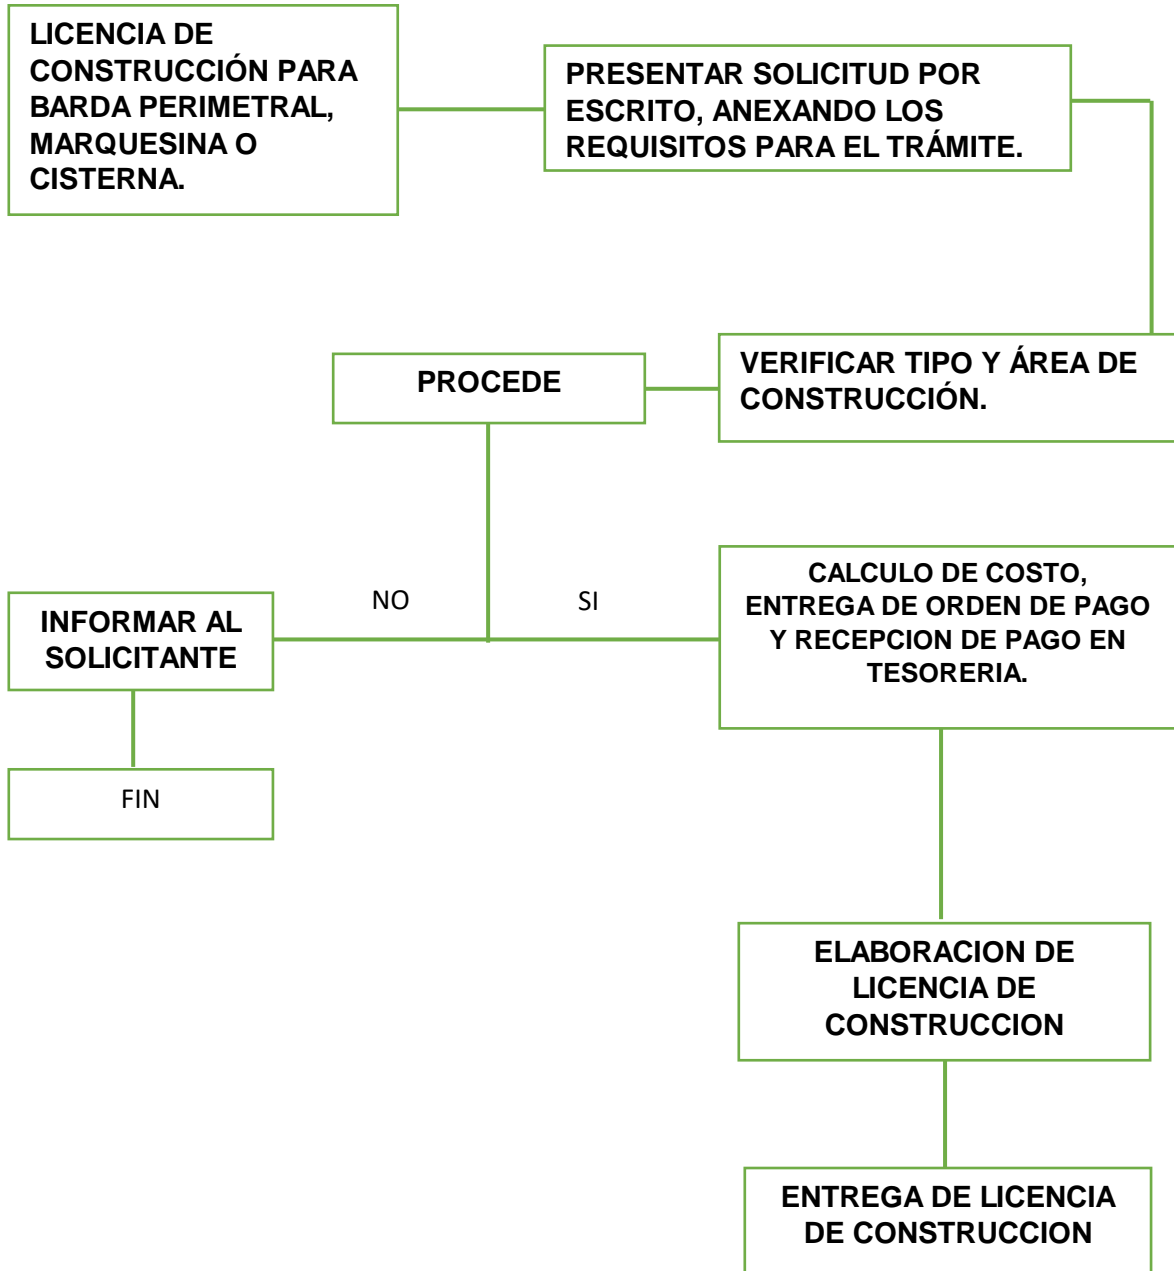 LICENCIA DE
CONSTRUCCIÓN PARA
BARDA PERIMETRAL,
MARQUESINA O
CISTERNA.
PRESENTAR SOLICITUD POR
ESCRITO, ANEXANDO LOS
REQUISITOS PARA EL TRÁMITE.
PROCEDE
VERIFICAR TIPO Y ÁREA DE
CONSTRUCCIÓN.
NO
SI
INFORMAR AL
SOLICITANTE
CALCULO DE COSTO,
ENTREGA DE ORDEN DE PAGO
Y RECEPCION DE PAGO EN
TESORERIA.
FIN
ELABORACION DE
LICENCIA DE
CONSTRUCCION
ENTREGA DE LICENCIA
DE CONSTRUCCION